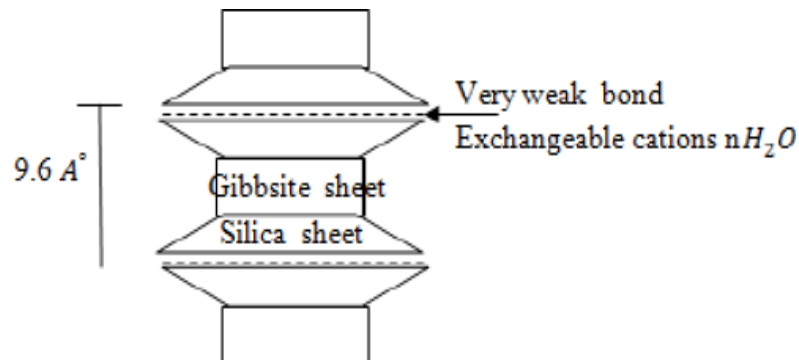 Very weak bond
Exchangeable cations nH₂O
9.6 A°
Gibbsite sheet
Silica sheet